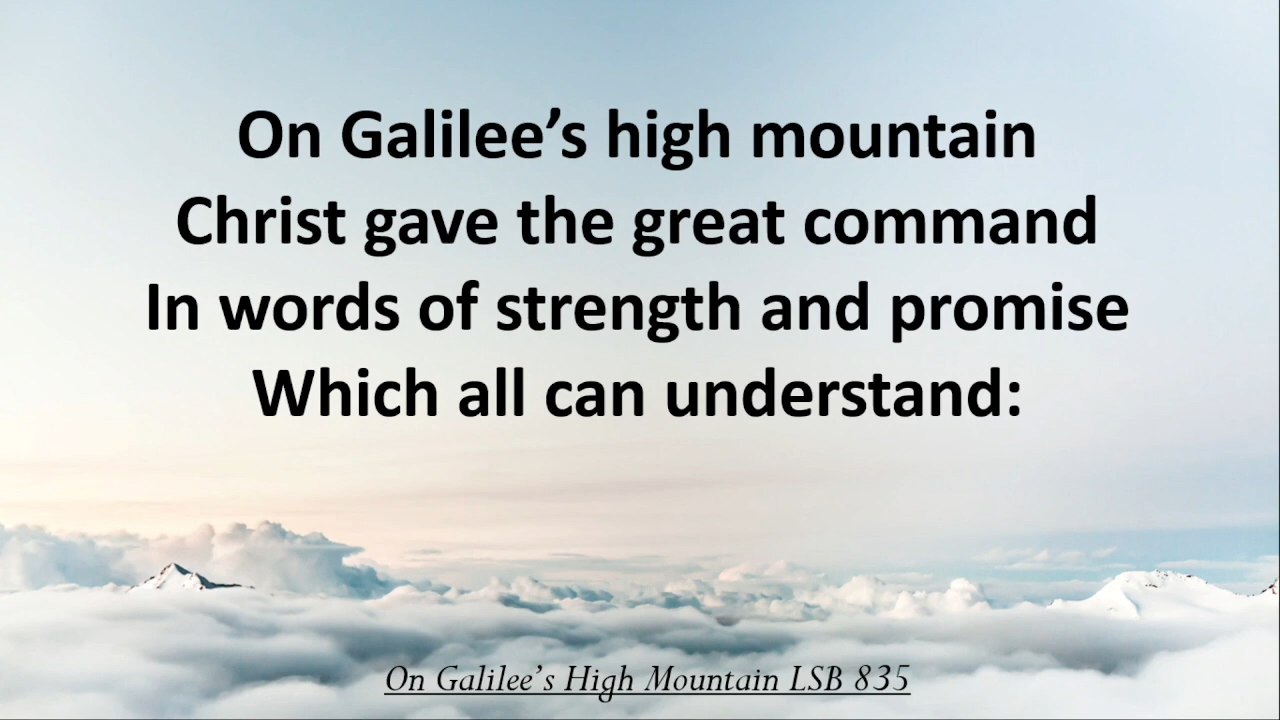 On Galilee’s high mountain
Christ gave the great command
In words of strength and promise
Which all can understand:
On Galilee’s High Mountain LSB 835